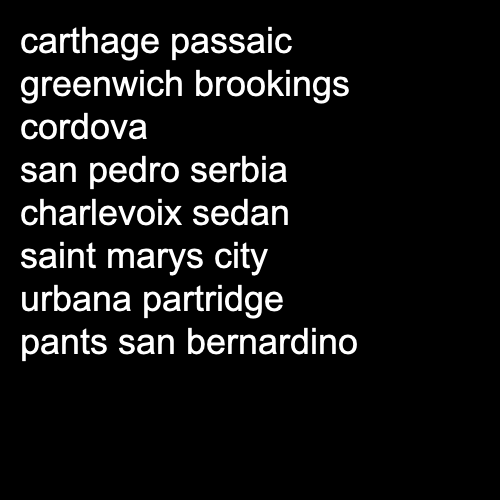 carthage passaic
greenwich brookings
cordova
san pedro serbia
charlevoix sedan
saint marys city
urbana partridge
pants san bernardino